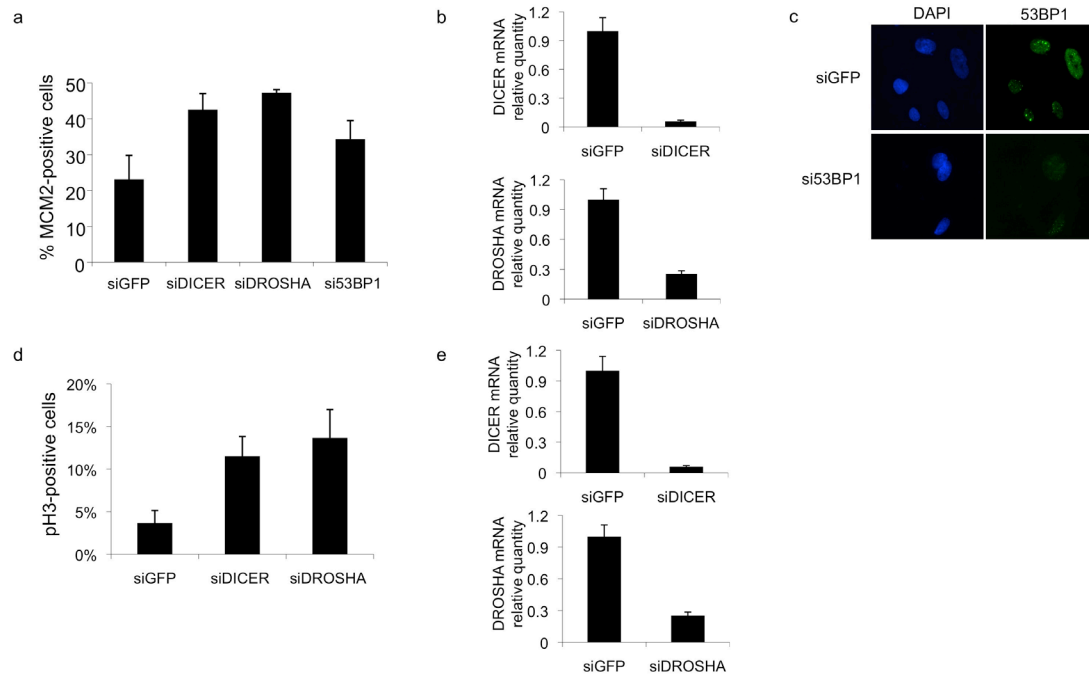 a
% MCM2-positive cells
50
40
30
20
10
0
siGFP siDICER siDROSHA si53BP1
b
DICER mRNA
relative quantity
1.2
0.9
0.6
0.3
0
siGFP siDICER
DROSHA mRNA
relative quantity
1.2
0.9
0.6
0.3
0
siGFP siDROSHA
c
DAPI 53BP1
siGFP
si53BP1
d
pH3-positive cells
20%
15%
10%
5%
0%
siGFP siDICER siDROSHA
e
DICER mRNA
relative quantity
1.2
0.9
0.6
0.3
0
siGFP siDICER
DROSHA mRNA
relative quantity
1.2
0.9
0.6
0.3
0
siGFP siDROSHA